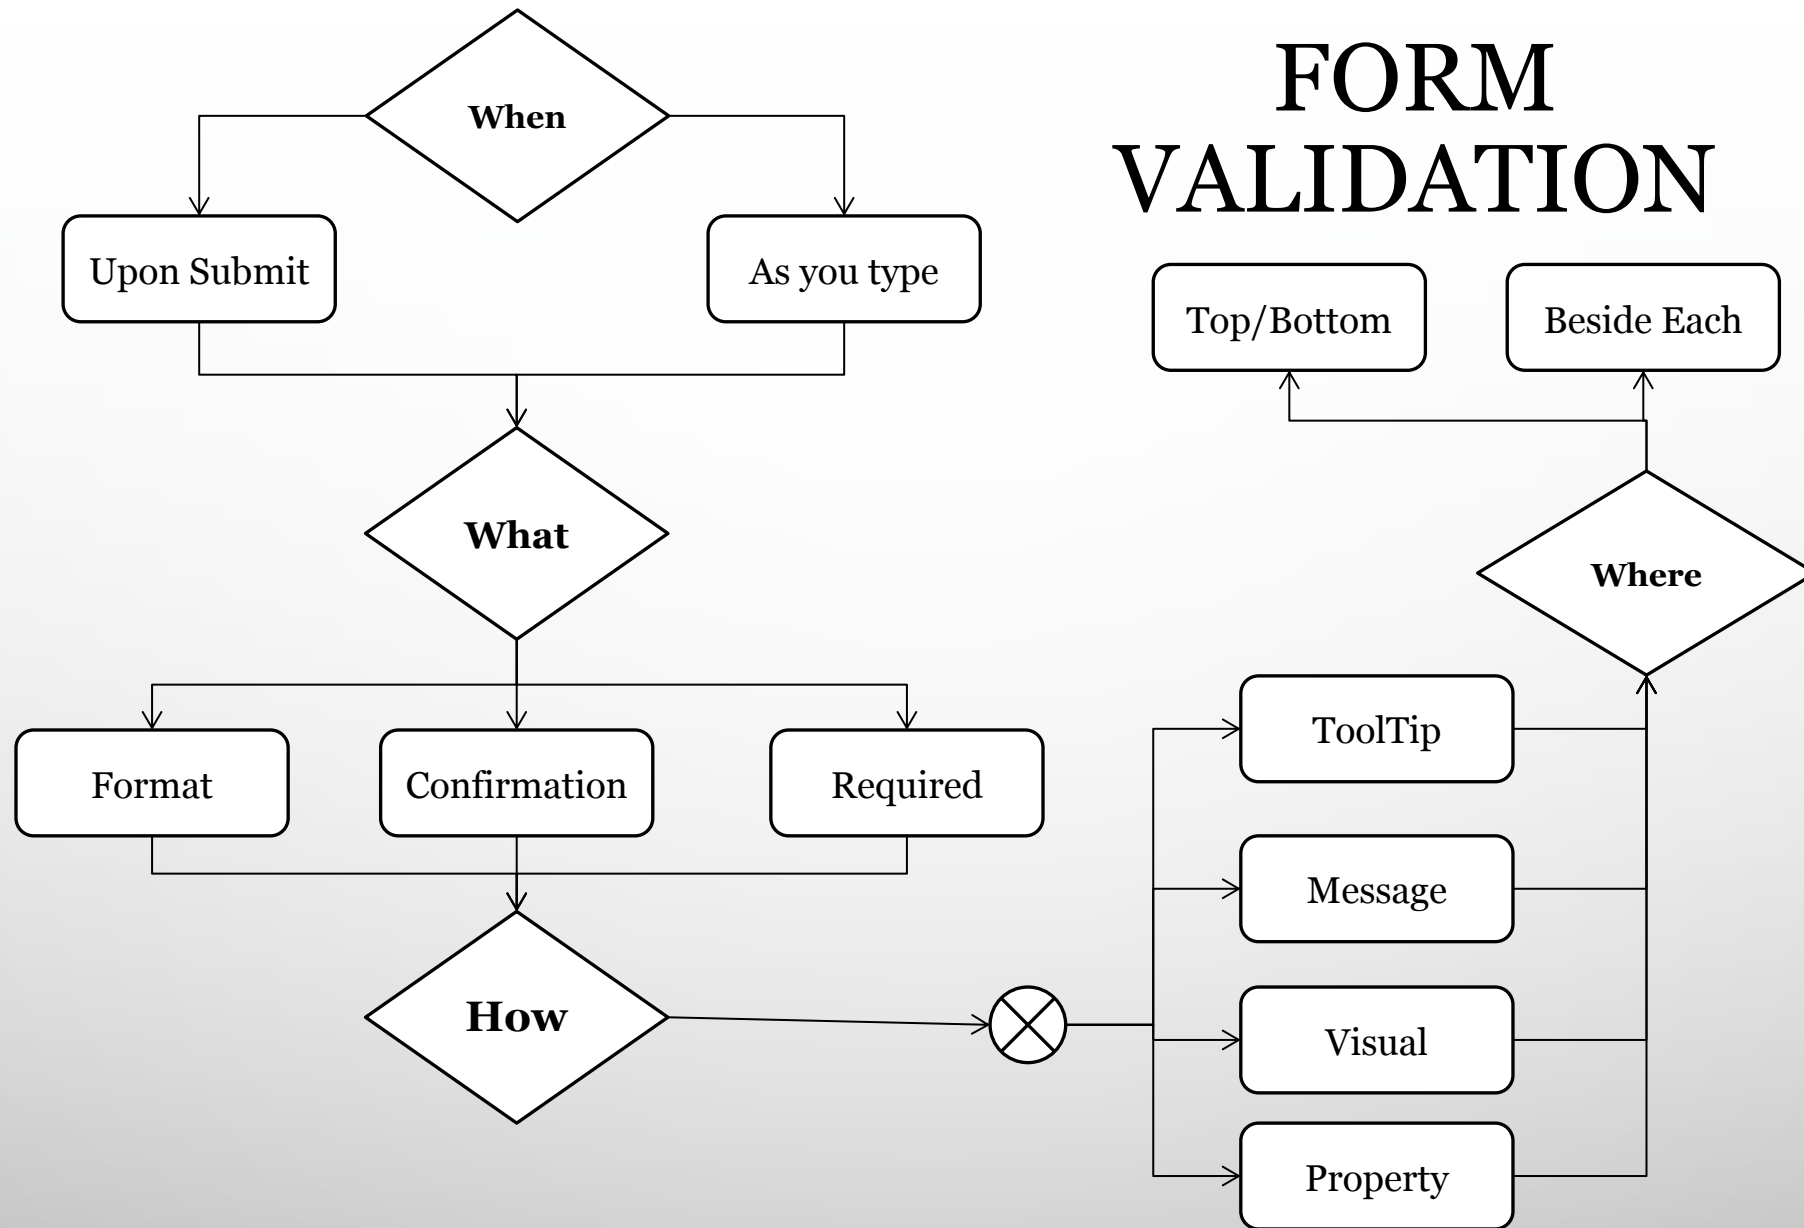 FORM
VALIDATION
When
Upon Submit
As you type
What
Format
Confirmation
Required
How
ToolTip
Message
Visual
Property
Where
Top/Bottom
Beside Each